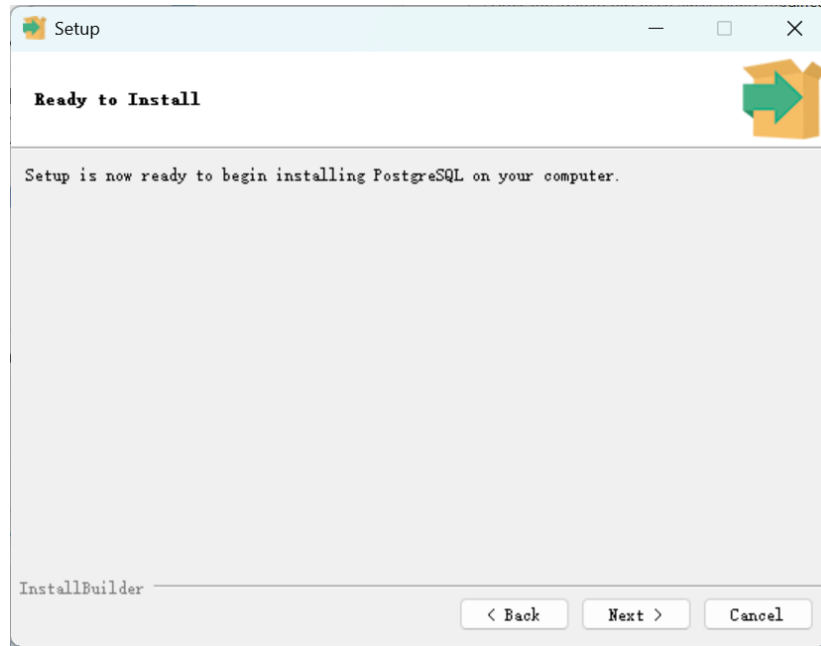 Setup
Ready to Install
Setup is now ready to begin installing PostgreSQL on your computer.
InstallBuilder
< Back
Next >
Cancel